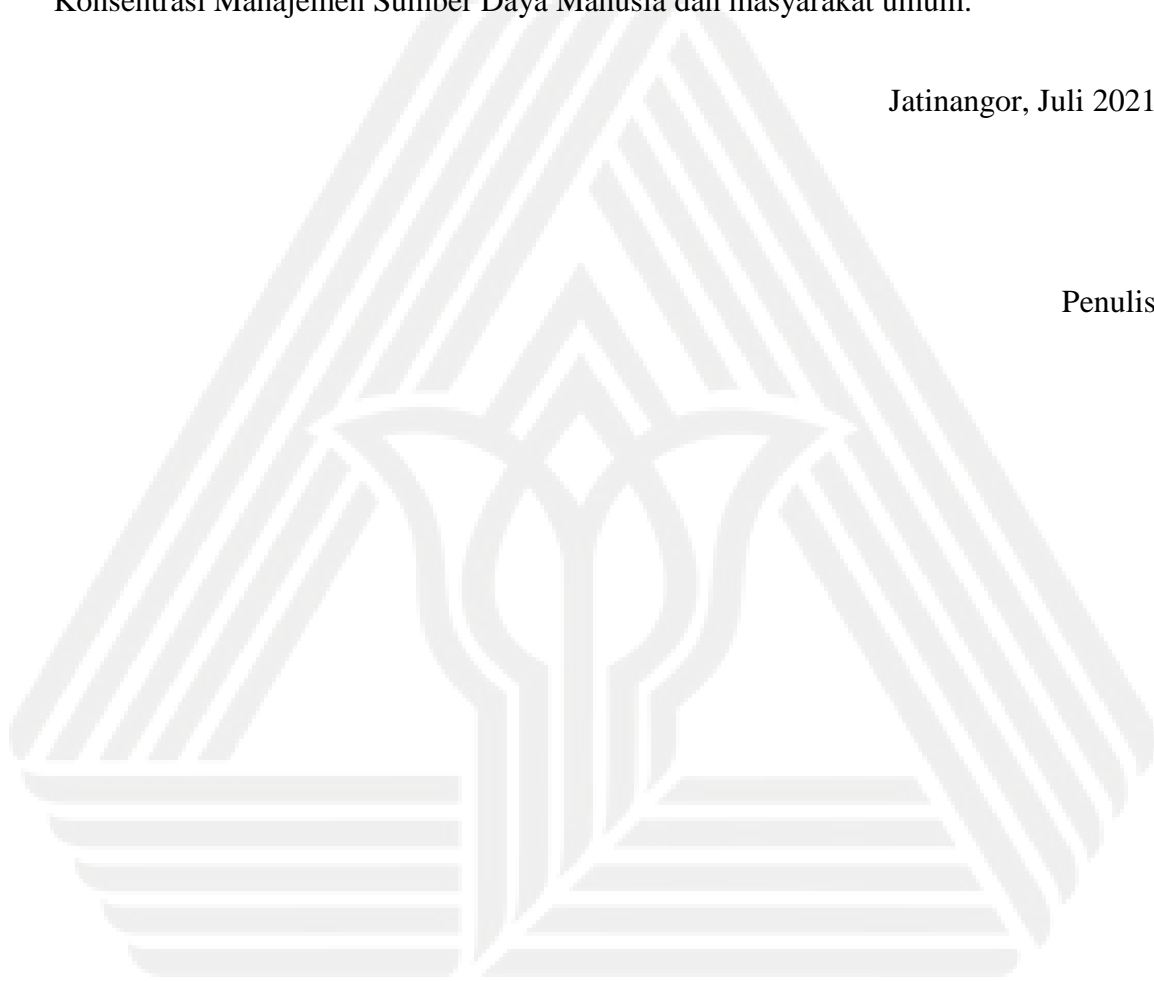 Konsentrasi Manajemen Sumber Daya Manusia dan masyarakat umum.
Jatinangor, Juli 2021
Penulis